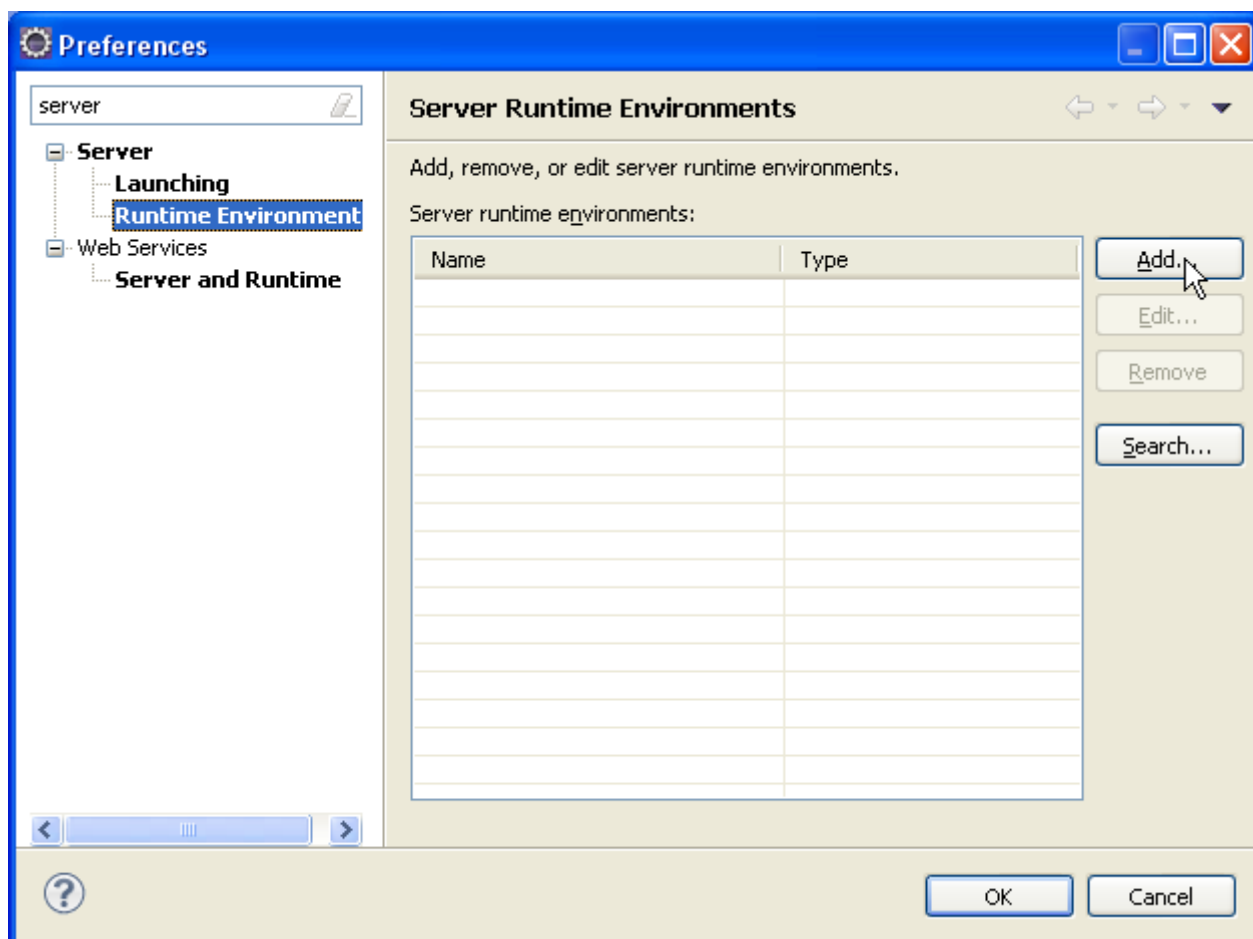 Preferences
server
Server
Launching
Runtime Environment
Web Services
Server and Runtime
Server Runtime Environments
Add, remove, or edit server runtime environments.
Server runtime environments:
Name Type
Add...
Edit...
Remove
Search...
OK Cancel